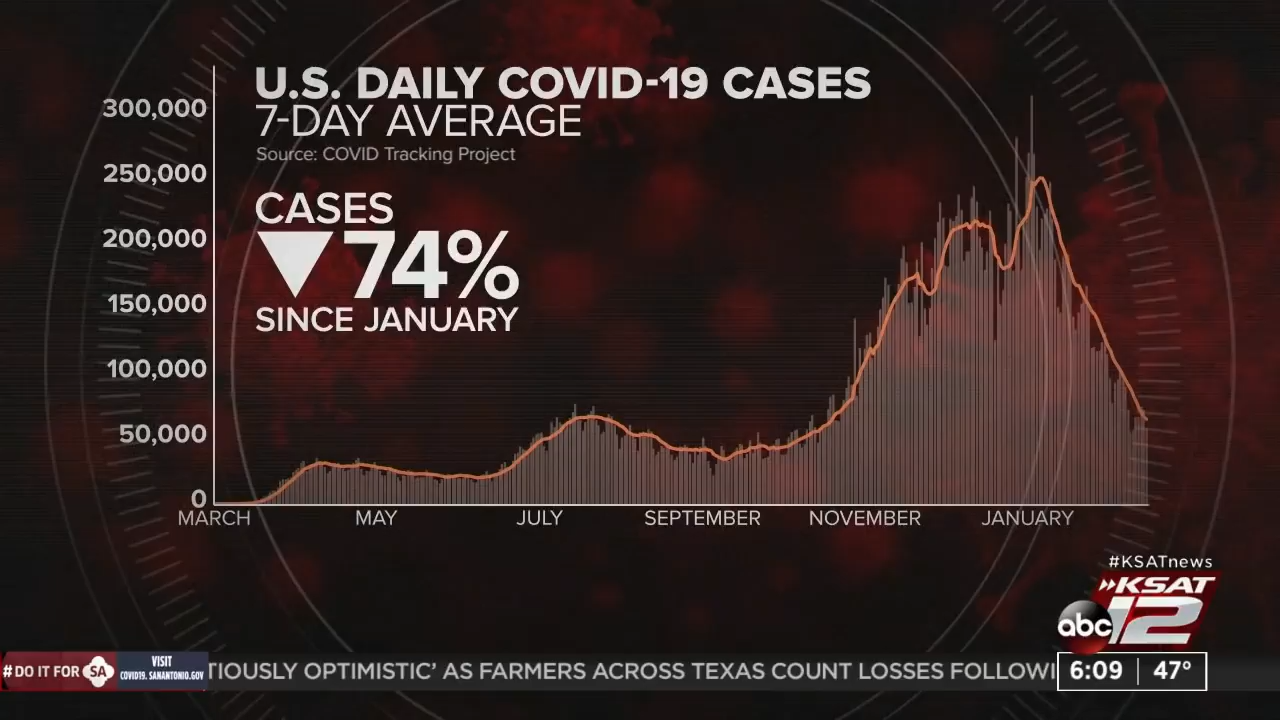 U.S. DAILY COVID-19 CASES
7-DAY AVERAGE
Source: COVID Tracking Project
CASES
▼74%
SINCE JANUARY
300,000
250,000
200,000
150,000
100,000
50,000
0
MARCH MAY JULY SEPTEMBER NOVEMBER JANUARY
#KSATnews
KSAT
abc 12
#DO IT FOR SA
VISIT
COVID19.SANANTONIO.GOV
TIOUSLY OPTIMISTIC’ AS FARMERS ACROSS TEXAS COUNT LOSSES FOLLOWI
6:09 47°